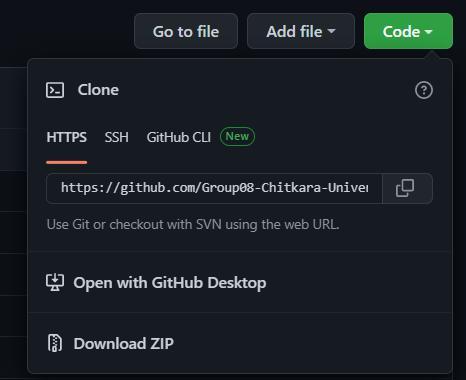 Go to file
Add file
Code
Clone
HTTPS SSH GitHub CLI New
https://github.com/Group08-Chitkara-Univer
Use Git or checkout with SVN using the web URL.
Open with GitHub Desktop
Download ZIP